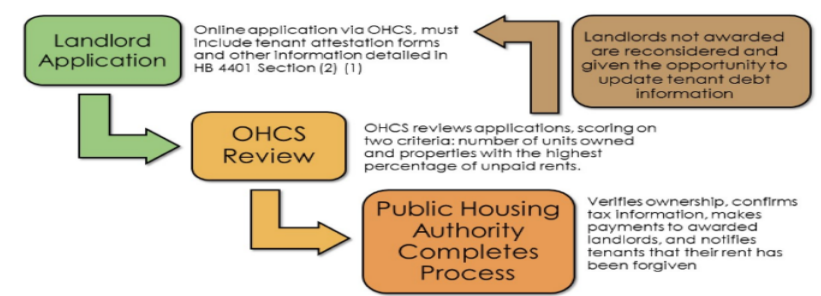 Landlord
Application
Online application via OHCS, must
include tenant attestation forms
and other information detailed in
HB 4401 Section (2) (1)
Landlords not awarded
are reconsidered and
given the opportunity to
update tenant debt
information
OHCS
Review
OHCS reviews applications, scoring on
two criteria: number of units owned
and properties with the highest
percentage of unpaid rents.
Public Housing
Authority
Completes
Process
Verifies ownership, confirms
tax information, makes
payments to awarded
landlords, and notifies
tenants that their rent has
been forgiven